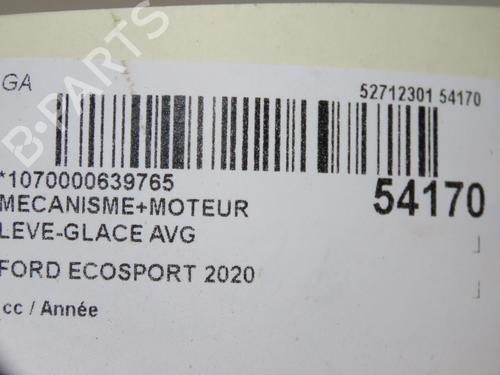 GA
52712301 54170
*1070000639765
54170
MECANISME+MOTEUR
LEVE-GLACE AVG
FORD ECOSPORT 2020
cc / Année
B-PARTS